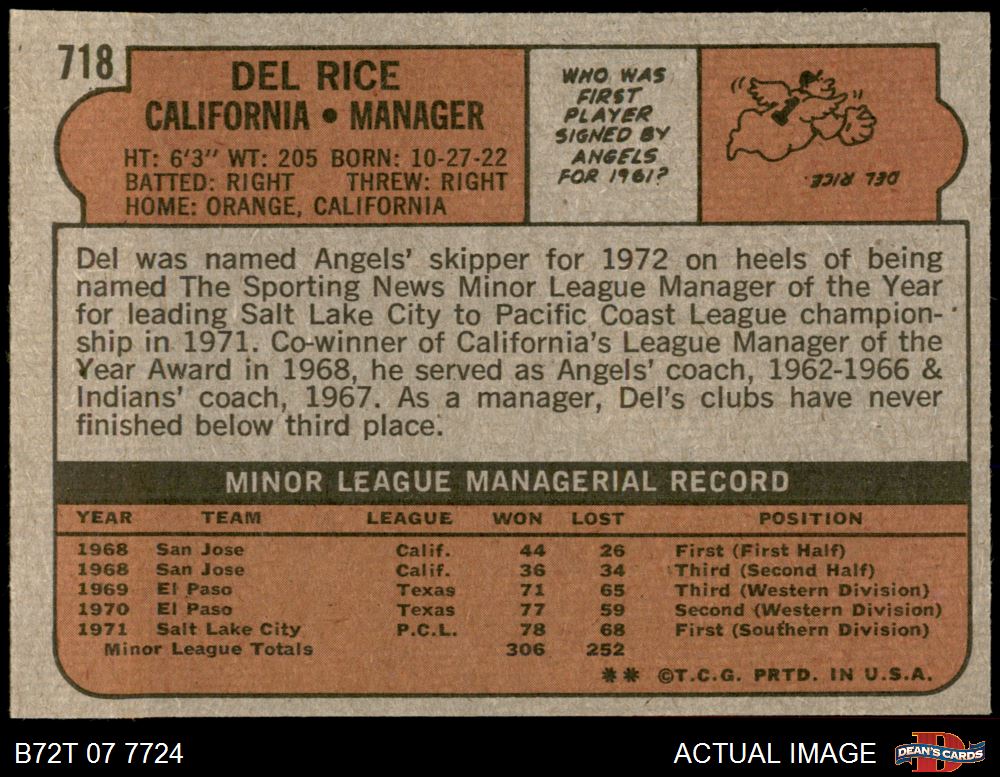 718
DEL RICE
CALIFORNIA • MANAGER
HT: 6'3" WT: 205 BORN: 10-27-22
BATTED: RIGHT THREW: RIGHT
HOME: ORANGE, CALIFORNIA
WHO WAS
FIRST
PLAYER
SIGNED BY
ANGELS
FOR 1961?
DEL RICE
Del was named Angels' skipper for 1972 on heels of being
named The Sporting News Minor League Manager of the Year
for leading Salt Lake City to Pacific Coast League champion-
ship in 1971. Co-winner of California's League Manager of the
Year Award in 1968, he served as Angels' coach, 1962-1966 &
Indians' coach, 1967. As a manager, Del's clubs have never
finished below third place.
MINOR LEAGUE MANAGERIAL RECORD
YEAR TEAM LEAGUE WON LOST POSITION
1968 San Jose Calif. 44 26 First (First Half)
1968 San Jose Calif. 36 34 Third (Second Half)
1969 El Paso Texas 71 65 Third (Western Division)
1970 El Paso Texas 77 59 Second (Western Division)
1971 Salt Lake City P.C.L. 78 68 First (Southern Division)
Minor League Totals 306 252
** ©T.C.G. PRTD. IN U.S.A.
B72T 07 7724
ACTUAL IMAGE
D
DEAN'S CARDS